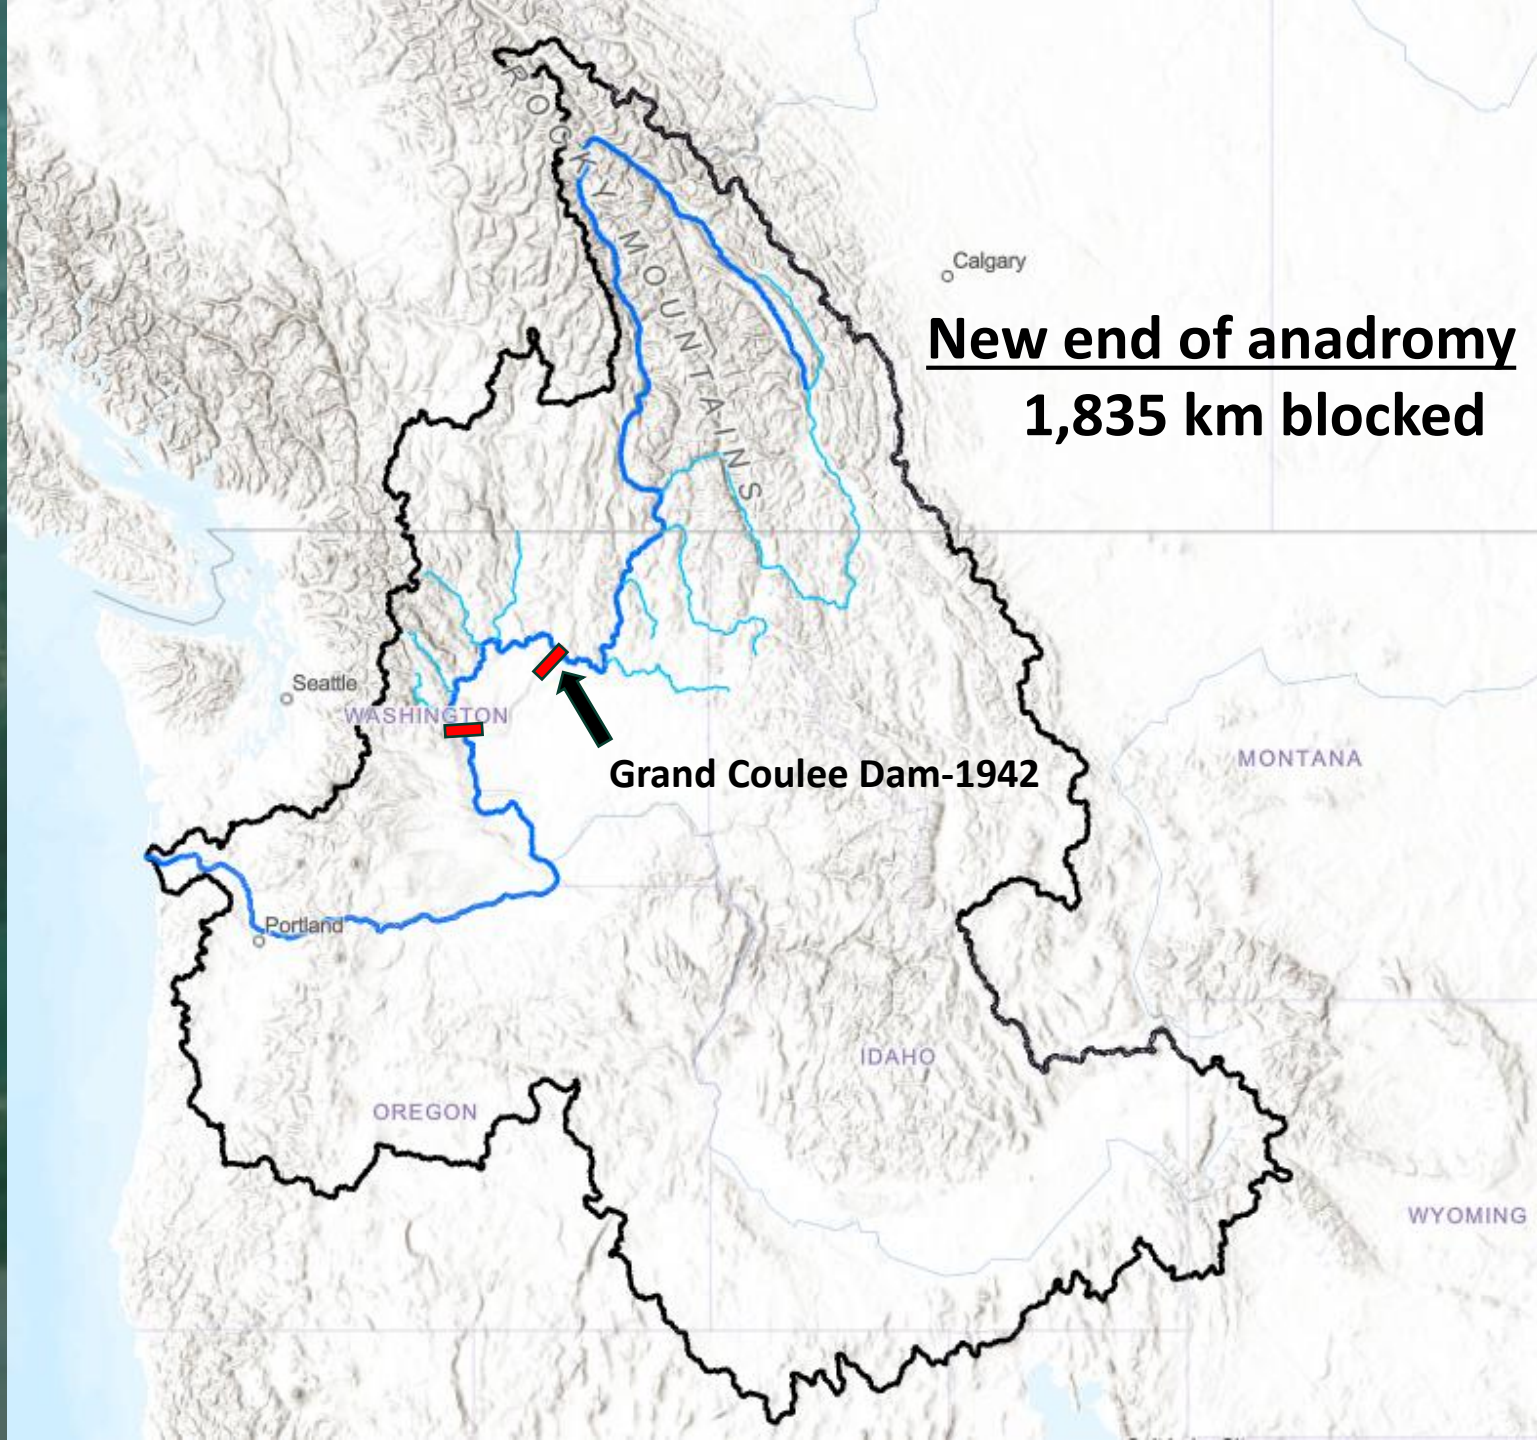 ROCKY MOUNTAINS
Calgary
New end of anadromy
1,835 km blocked
Seattle
WASHINGTON
Grand Coulee Dam-1942
MONTANA
Portland
IDAHO
OREGON
WYOMING